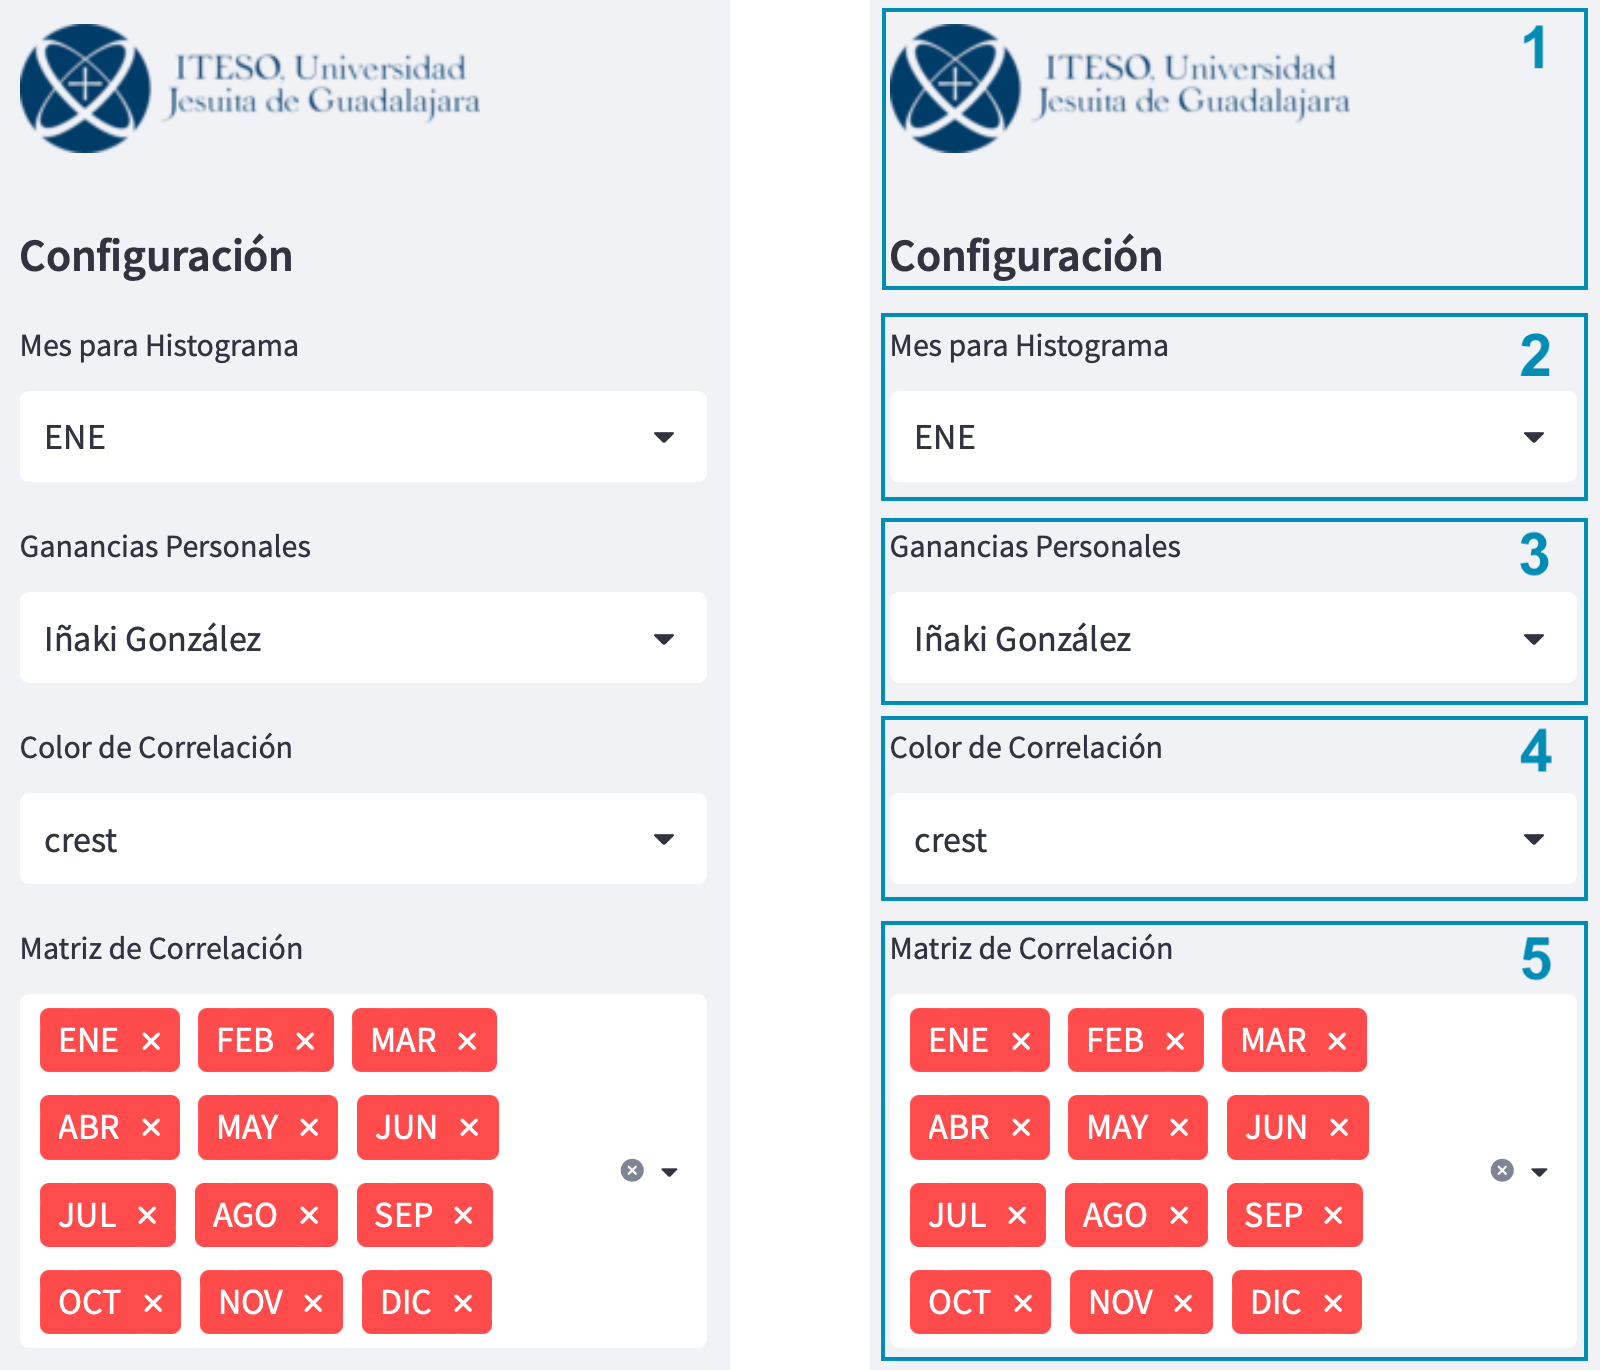 ITESO, Universidad
Jesuita de Guadalajara
Configuración
Mes para Histograma
ENE
Ganancias Personales
Iñaki González
Color de Correlación
crest
Matriz de Correlación
ENE × FEB × MAR ×
ABR × MAY × JUN ×
JUL × AGO × SEP ×
OCT × NOV × DIC ×
1
ITESO, Universidad
Jesuita de Guadalajara
Configuración
2
Mes para Histograma
ENE
3
Ganancias Personales
Iñaki González
4
Color de Correlación
crest
5
Matriz de Correlación
ENE × FEB × MAR ×
ABR × MAY × JUN ×
JUL × AGO × SEP ×
OCT × NOV × DIC ×